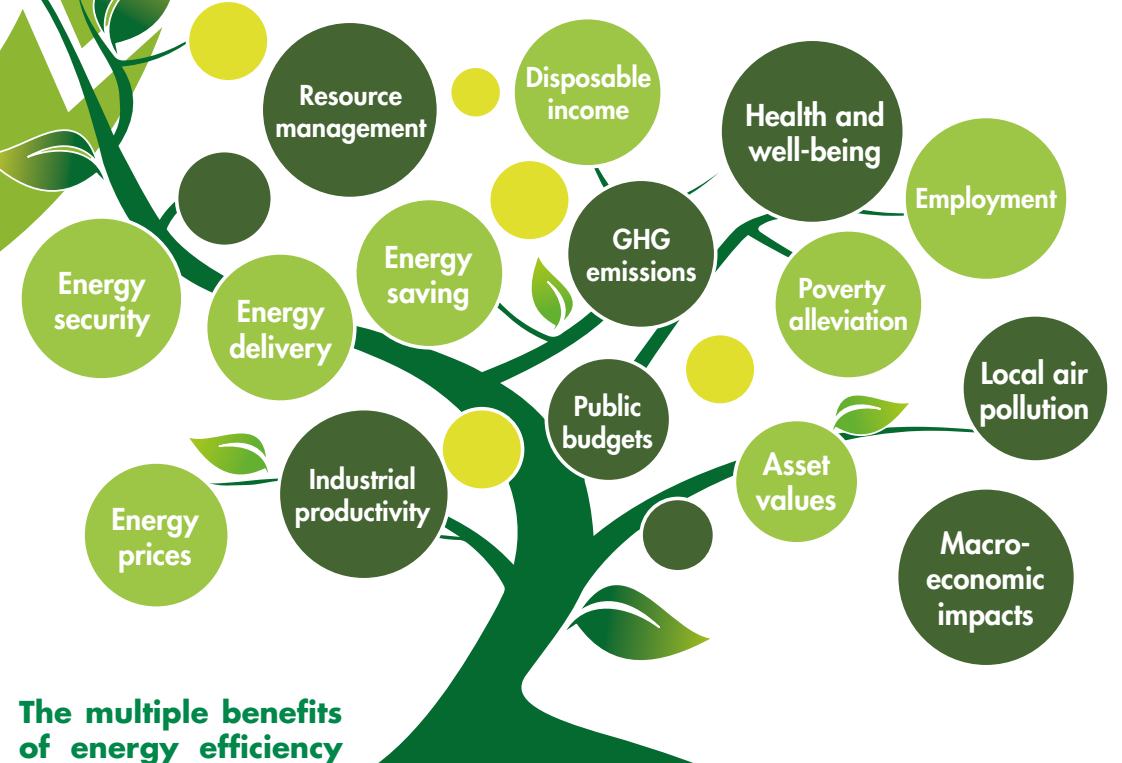 Resource
management
Disposable
income
Health and
well-being
Employment
GHG
emissions
Energy
saving
Energy
security
Energy
delivery
Poverty
alleviation
Local air
pollution
Public
budgets
Asset
values
Industrial
productivity
Energy
prices
Macro-
economic
impacts
The multiple benefits
of energy efficiency